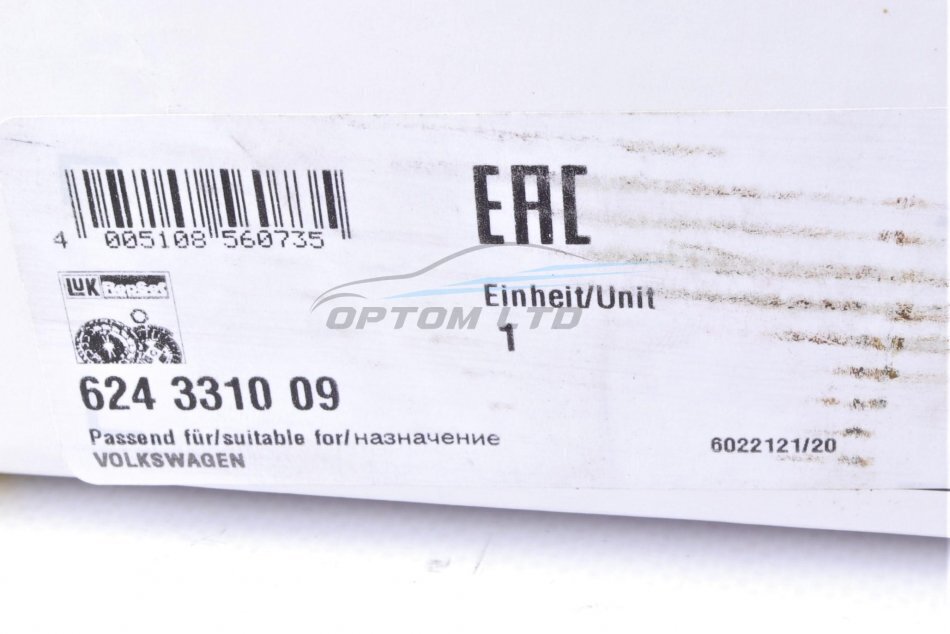 EAC
4 005108 560735
LUK RepSet
Einheit/Unit
1
OPTOM LTD
624 3310 09
Passend für/suitable for/назначение
VOLKSWAGEN
6022121/20